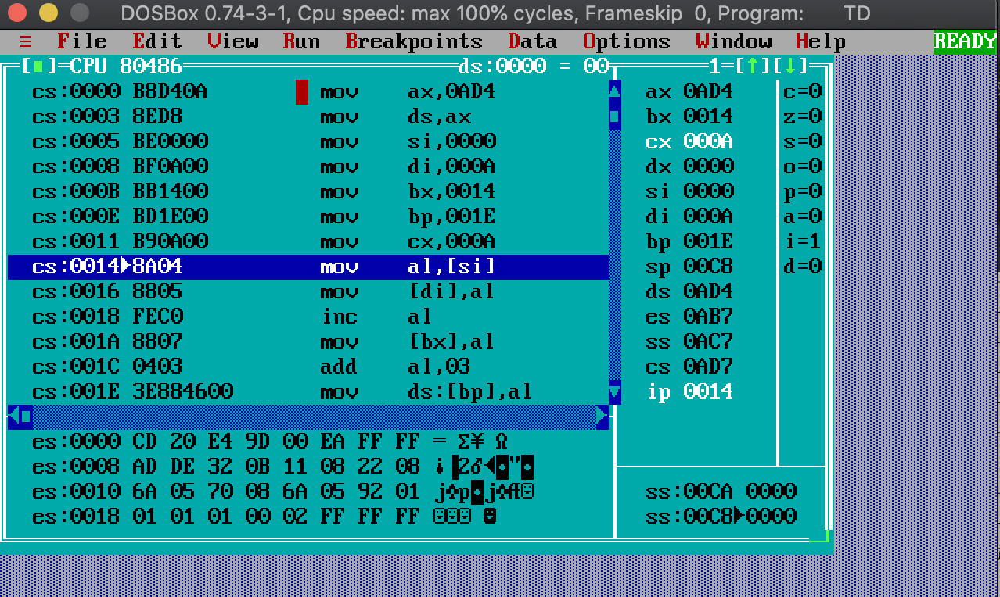 DOSBox 0.74-3-1, Cpu speed: max 100% cycles, Frameskip 0, Program: TD
≡ File Edit View Run Breakpoints Data Options Window Help READY
[■]=CPU 80486 ds:0000 = 00 1=[↑][↓]
cs:0000 B8D40A mov ax,0AD4
cs:0003 8ED8 mov ds,ax
cs:0005 BE0000 mov si,0000
cs:0008 BF0A00 mov di,000A
cs:000B BB1400 mov bx,0014
cs:000E BD1E00 mov bp,001E
cs:0011 B90A00 mov cx,000A
cs:0014►8A04 mov al,[si]
cs:0016 8805 mov [di],al
cs:0018 FEC0 inc al
cs:001A 8807 mov [bx],al
cs:001C 0403 add al,03
cs:001E 3E884600 mov ds:[bp],al
ax 0AD4 c=0
bx 0014 z=0
cx 000A s=0
dx 0000 o=0
si 0000 p=0
di 000A a=0
bp 001E i=1
sp 00C8 d=0
ds 0AD4
es 0AB7
ss 0AC7
cs 0AD7
ip 0014
es:0000 CD 20 E4 9D 00 EA FF FF = Σ¥ Ω
es:0008 AD DE 32 0B 11 08 22 08 ¡▐2♂◄◘"◘
es:0010 6A 05 70 08 6A 05 92 01 j♣p◘j♣Æ☺
es:0018 01 01 01 00 02 FF FF FF ☺☺☺ ☻
ss:00CA 0000
ss:00C8►0000